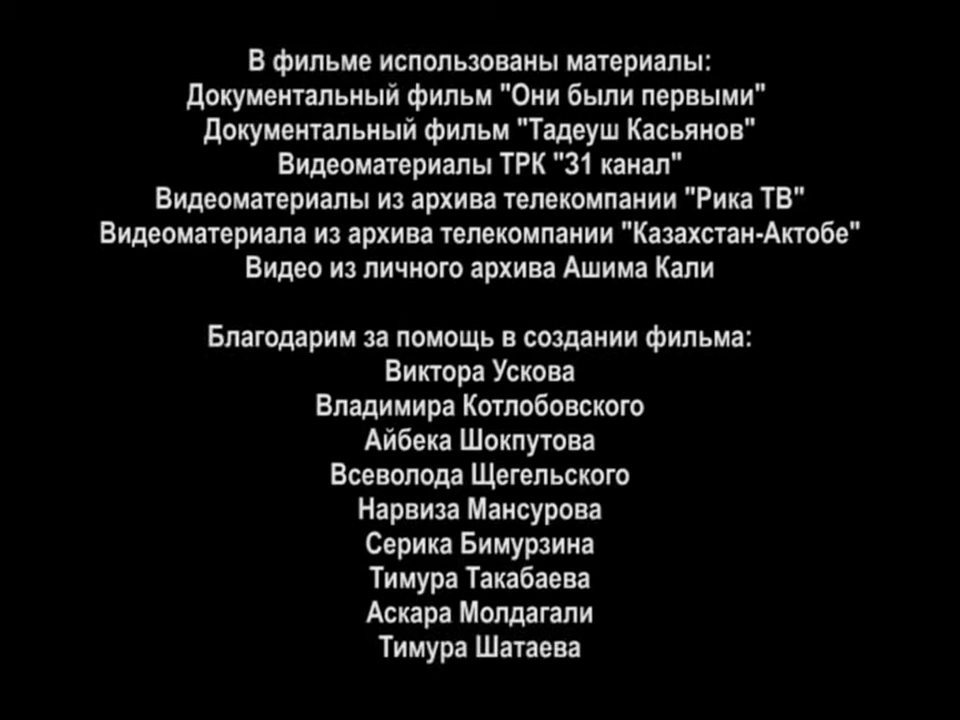 В фильме использованы материалы:
Документальный фильм "Они были первыми"
Документальный фильм "Тадеуш Касьянов"
Видеоматериалы ТРК "31 канал"
Видеоматериалы из архива телекомпании "Рика ТВ"
Видеоматериала из архива телекомпании "Казахстан-Актобе"
Видео из личного архива Ашима Кали
Благодарим за помощь в создании фильма:
Виктора Ускова
Владимира Котлобовского
Айбека Шокпутова
Всеволода Щегельского
Нарвиза Мансурова
Серика Бимурзина
Тимура Такабаева
Аскара Молдагали
Тимура Шатаева